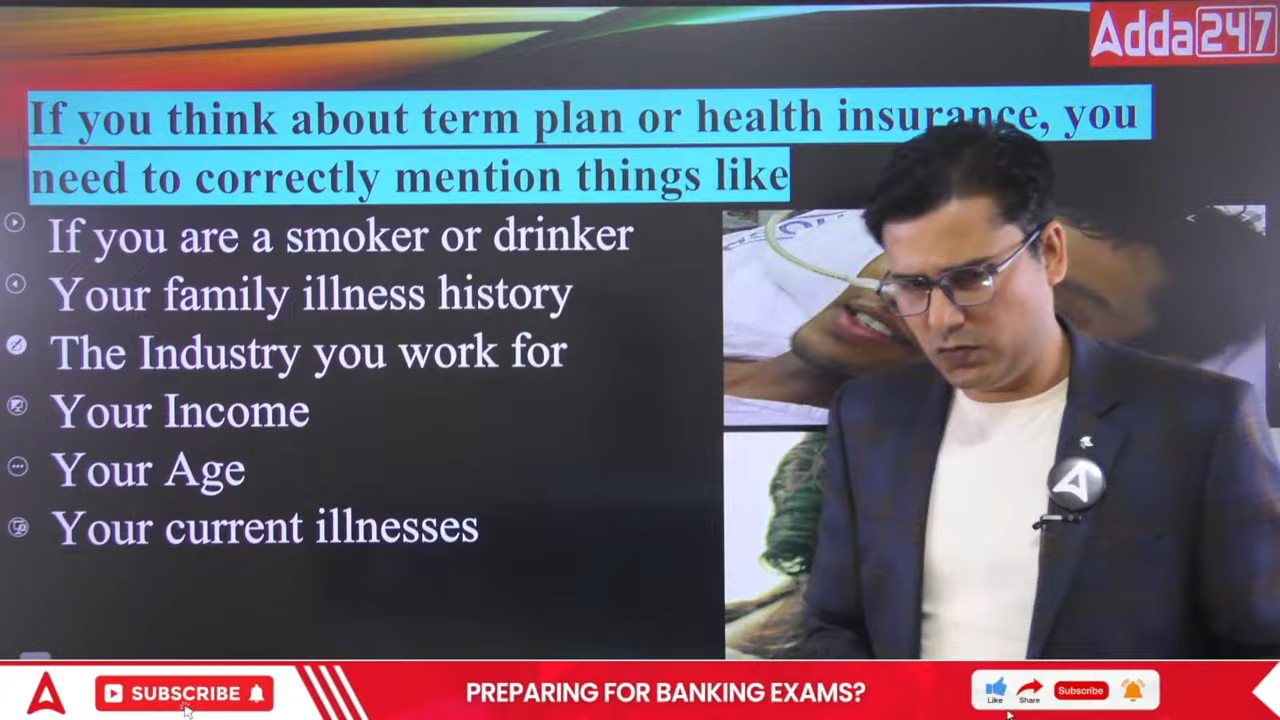 Adda247
If you think about term plan or health insurance, you
need to correctly mention things like
If you are a smoker or drinker
Your family illness history
The Industry you work for
Your Income
Your Age
Your current illnesses
SUBSCRIBE
PREPARING FOR BANKING EXAMS?
Like
Share
Subscribe